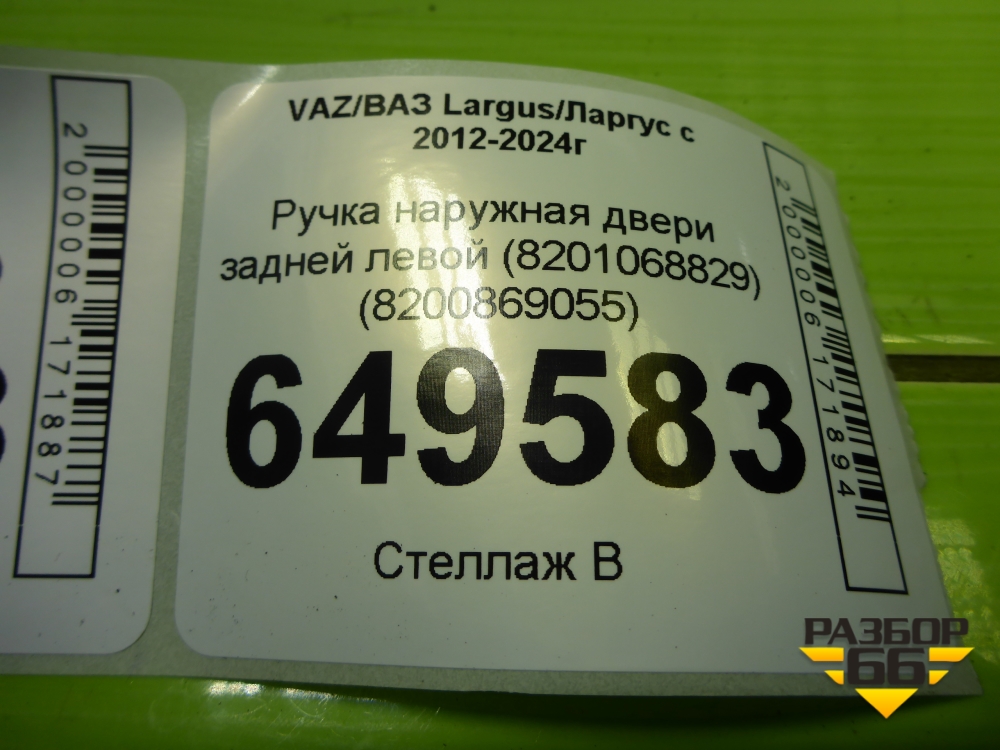 2000006171887
VAZ/ВАЗ Largus/Ларгус с
2012-2024г
Ручка наружная двери
задней левой (8201068829)
(8200869055)
649583
Стеллаж В
2000006171894
РАЗБОР
66